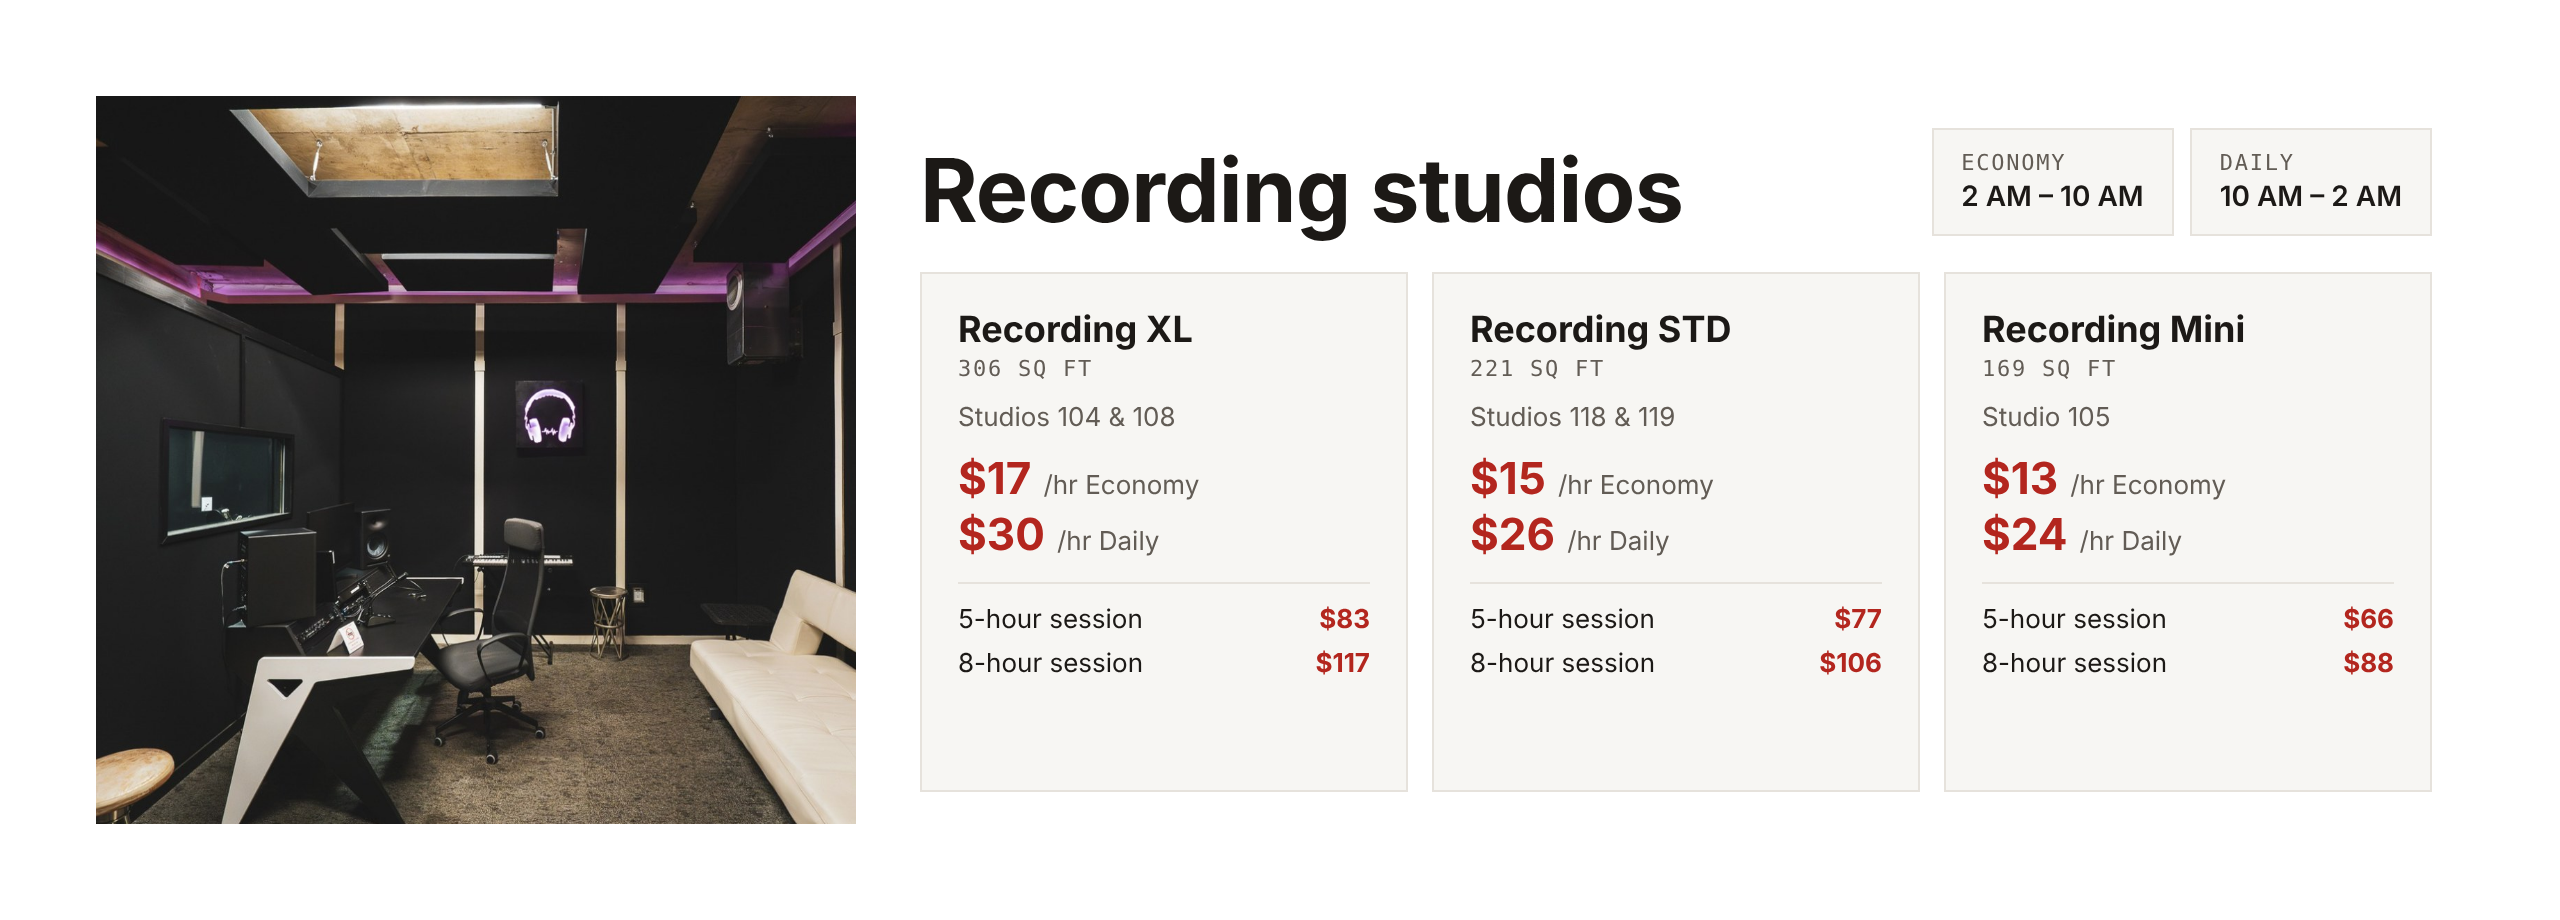 Recording studios
ECONOMY
2 AM – 10 AM
DAILY
10 AM – 2 AM
Recording XL
306 SQ FT
Studios 104 & 108
$17 /hr Economy
$30 /hr Daily
5-hour session $83
8-hour session $117
Recording STD
221 SQ FT
Studios 118 & 119
$15 /hr Economy
$26 /hr Daily
5-hour session $77
8-hour session $106
Recording Mini
169 SQ FT
Studio 105
$13 /hr Economy
$24 /hr Daily
5-hour session $66
8-hour session $88